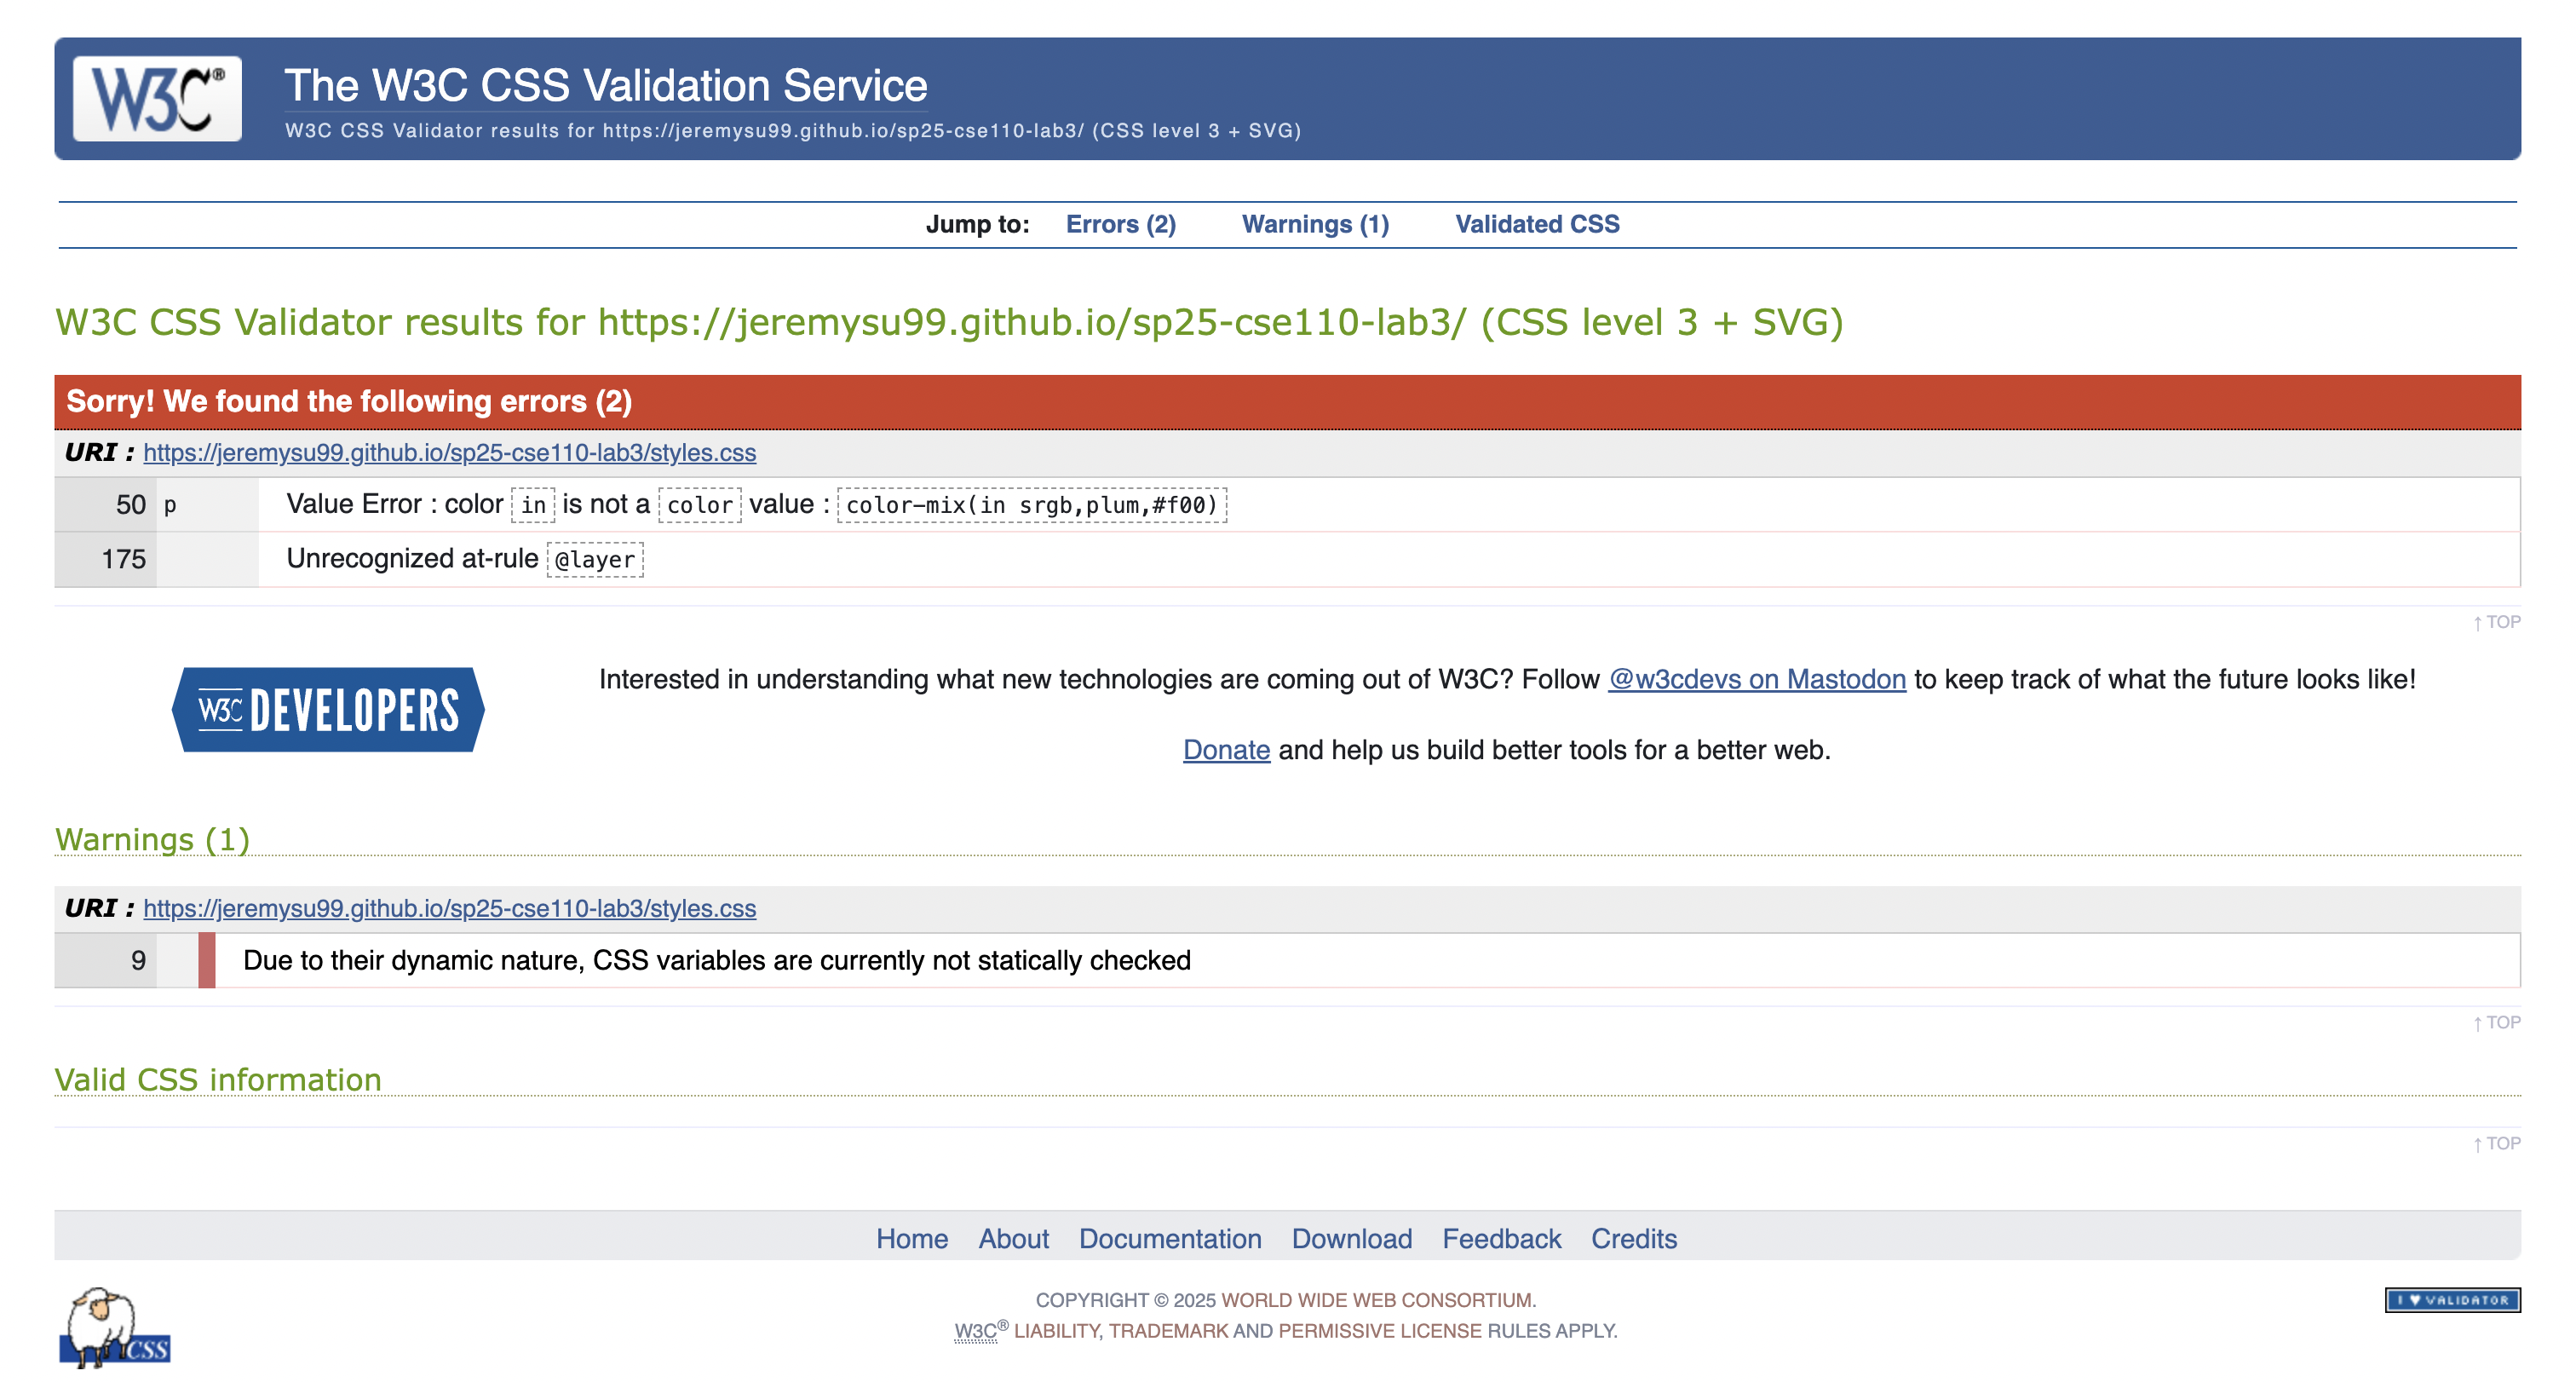 W3C®
The W3C CSS Validation Service
W3C CSS Validator results for https://jeremysu99.github.io/sp25-cse110-lab3/ (CSS level 3 + SVG)
Jump to: Errors (2) Warnings (1) Validated CSS
W3C CSS Validator results for https://jeremysu99.github.io/sp25-cse110-lab3/ (CSS level 3 + SVG)
Sorry! We found the following errors (2)
URI : https://jeremysu99.github.io/sp25-cse110-lab3/styles.css
50 p Value Error : color in is not a color value : color-mix(in srgb,plum,#f00)
175 Unrecognized at-rule @layer
↑ TOP
W3C DEVELOPERS
Interested in understanding what new technologies are coming out of W3C? Follow @w3cdevs on Mastodon to keep track of what the future looks like!
Donate and help us build better tools for a better web.
Warnings (1)
URI : https://jeremysu99.github.io/sp25-cse110-lab3/styles.css
9 Due to their dynamic nature, CSS variables are currently not statically checked
↑ TOP
Valid CSS information
↑ TOP
Home About Documentation Download Feedback Credits
CSS
COPYRIGHT © 2025 WORLD WIDE WEB CONSORTIUM.
W3C® LIABILITY, TRADEMARK AND PERMISSIVE LICENSE RULES APPLY.
I ♥ VALIDATOR